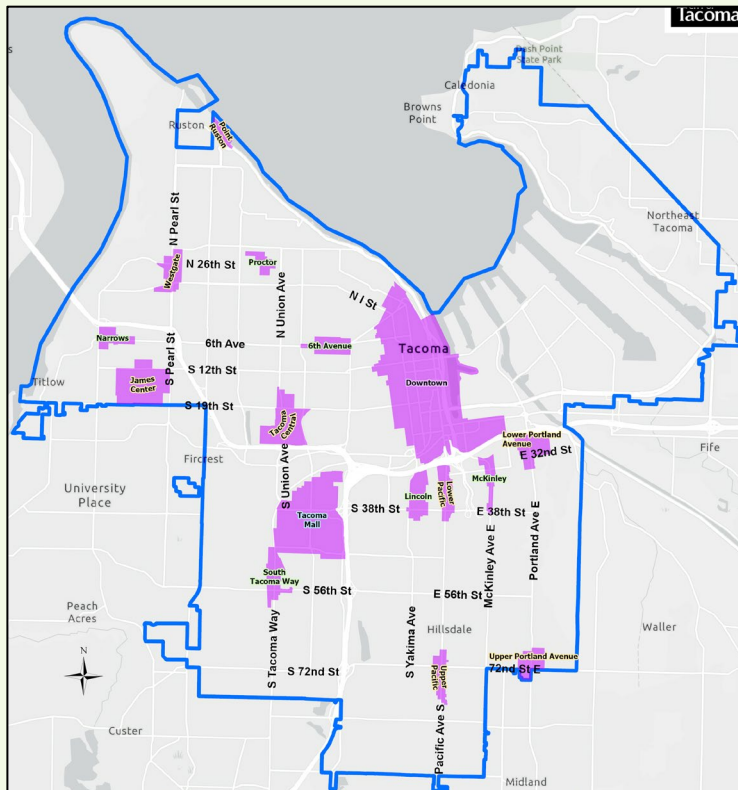 Tacoma
Dash Point
State Park
Caledonia
Browns
Point
Ruston
Point
Ruston
Northeast
Tacoma
N Pearl St
Westgate
N 26th St
Proctor
N Union Ave
N I St
Narrows
6th Ave
6th Avenue
Tacoma
S Pearl St
S 12th St
James
Center
Downtown
Titlow
S 19th St
Tacoma
Central
Lower Portland
Avenue
E 32nd St
Fife
Fircrest
University
Place
S Union Ave
McKinley
Lincoln
Lower
Pacific
S 38th St
E 38th St
Tacoma
Mall
McKinley Ave E
Portland Ave E
South
Tacoma Way
S 56th St
E 56th St
Peach
Acres
Hillsdale
Waller
N
S Tacoma Way
S Yakima Ave
Upper Portland Avenue
S 72nd St
72nd St E
Upper
Pacific
Pacific Ave S
Custer
Midland